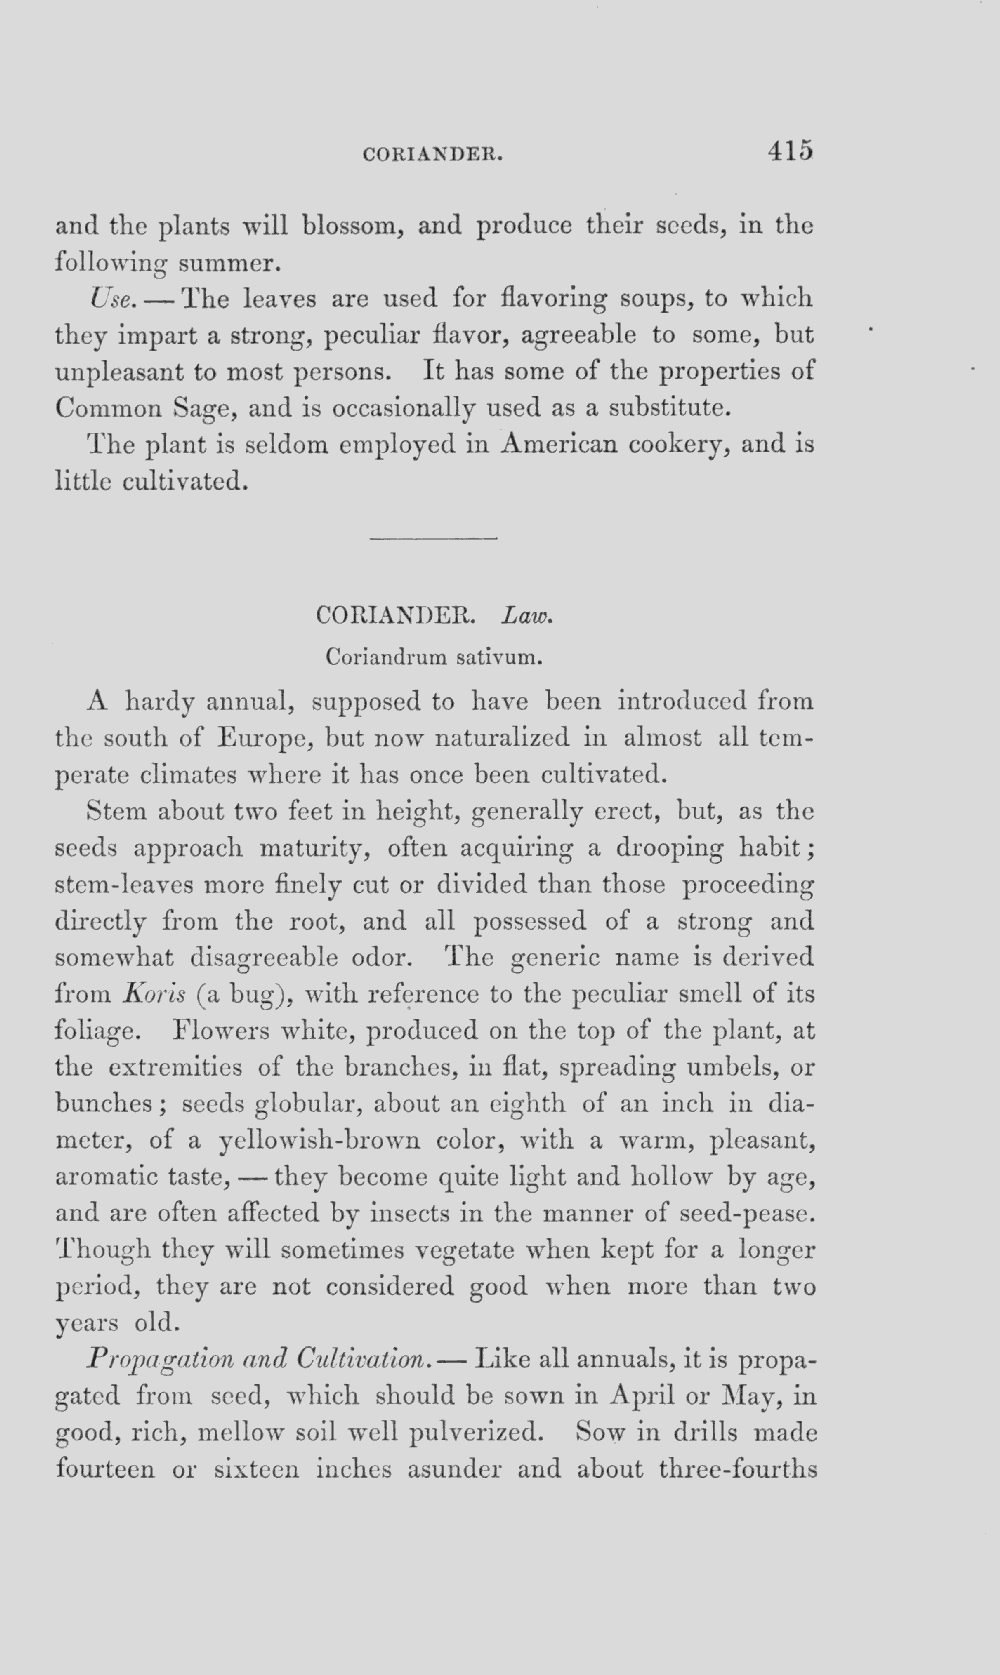 CORIANDER. 415
and the plants will blossom, and produce their seeds, in the
following summer.
Use. — The leaves are used for flavoring soups, to which
they impart a strong, peculiar flavor, agreeable to some, but
unpleasant to most persons. It has some of the properties of
Common Sage, and is occasionally used as a substitute.
The plant is seldom employed in American cookery, and is
little cultivated.
CORIANDER. Law.
Coriandrum sativum.
A hardy annual, supposed to have been introduced from
the south of Europe, but now naturalized in almost all tem-
perate climates where it has once been cultivated.
Stem about two feet in height, generally erect, but, as the
seeds approach maturity, often acquiring a drooping habit;
stem-leaves more finely cut or divided than those proceeding
directly from the root, and all possessed of a strong and
somewhat disagreeable odor. The generic name is derived
from Koris (a bug), with reference to the peculiar smell of its
foliage. Flowers white, produced on the top of the plant, at
the extremities of the branches, in flat, spreading umbels, or
bunches; seeds globular, about an eighth of an inch in dia-
meter, of a yellowish-brown color, with a warm, pleasant,
aromatic taste, — they become quite light and hollow by age,
and are often affected by insects in the manner of seed-pease.
Though they will sometimes vegetate when kept for a longer
period, they are not considered good when more than two
years old.
Propagation and Cultivation. — Like all annuals, it is propa-
gated from seed, which should be sown in April or May, in
good, rich, mellow soil well pulverized. Sow in drills made
fourteen or sixteen inches asunder and about three-fourths